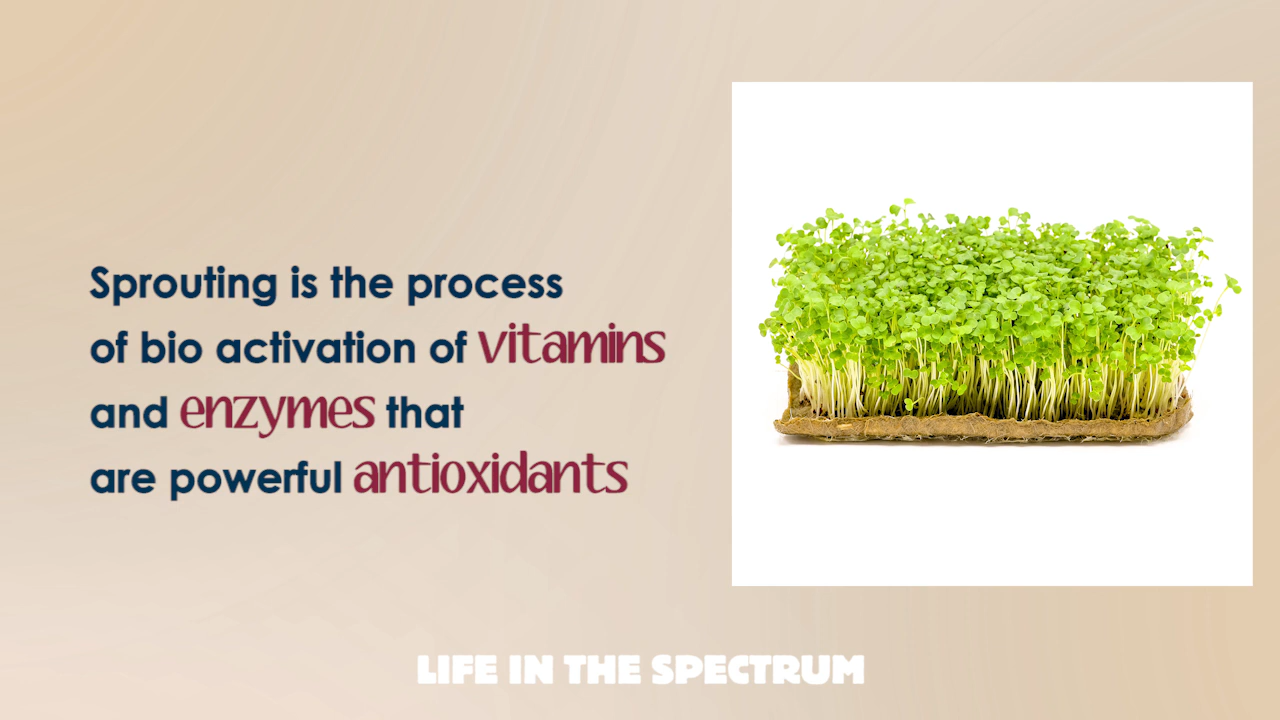 Sprouting is the process
of bio activation of vitamins
and enzymes that
are powerful antioxidants
LIFE IN THE SPECTRUM